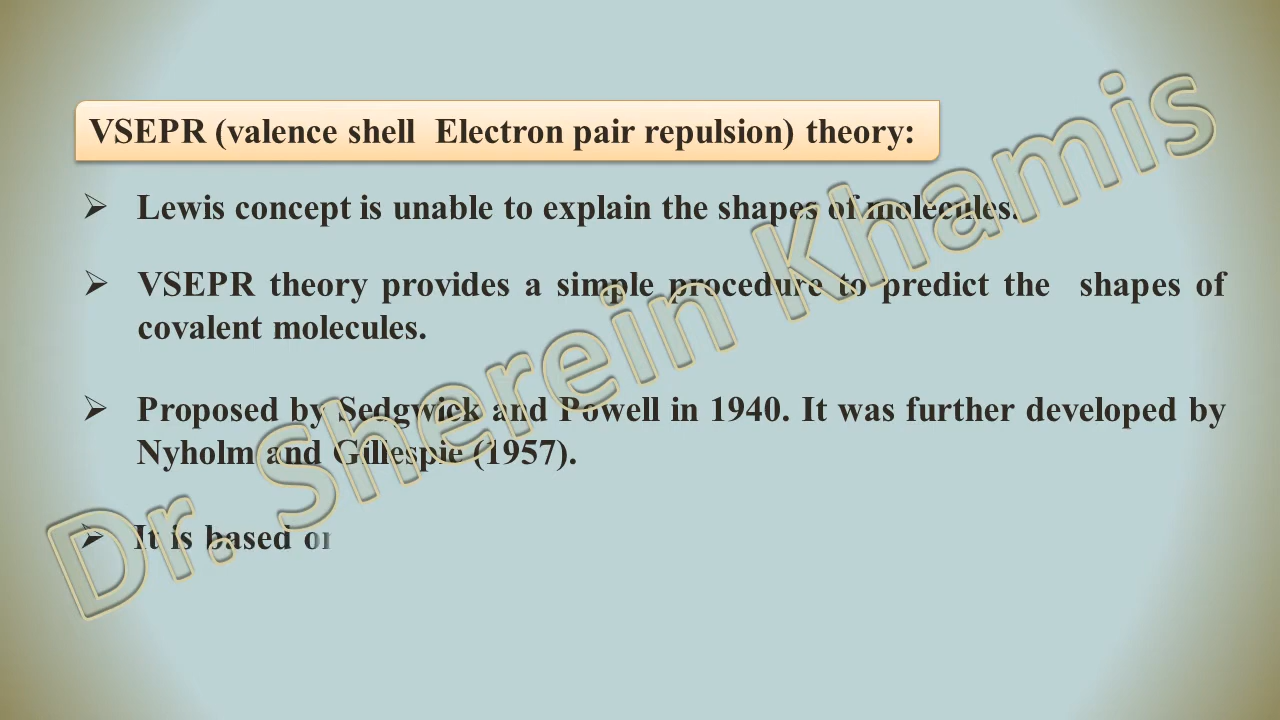 VSEPR (valence shell Electron pair repulsion) theory:
➢ Lewis concept is unable to explain the shapes of molecules.
➢ VSEPR theory provides a simple procedure to predict the shapes of
covalent molecules.
➢ Proposed by Sedgwick and Powell in 1940. It was further developed by
Nyholm and Gillespie (1957).
➢ It is based on
Dr. Sherein Khamis